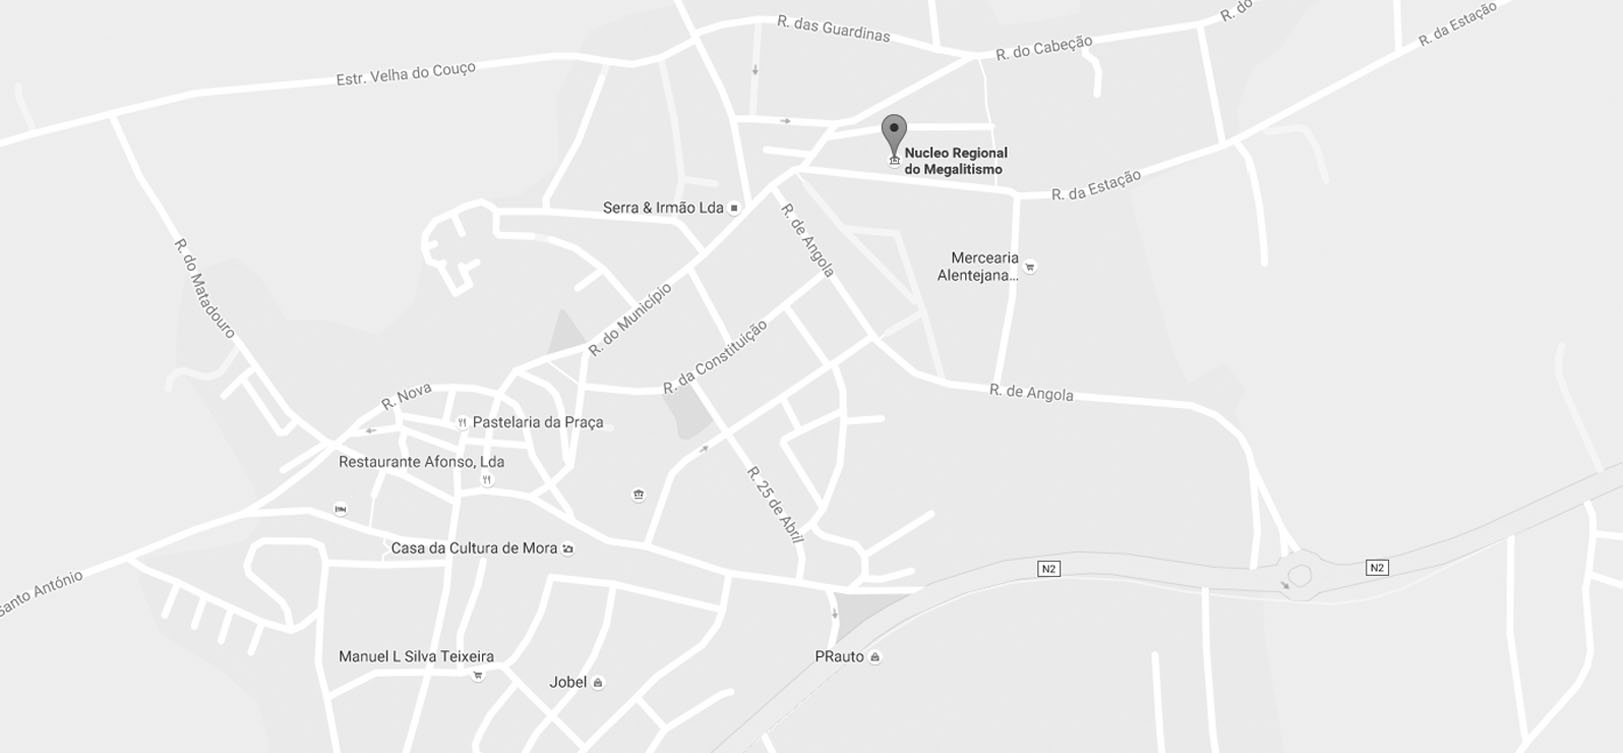 R. das Guardinas
R. do
R. da Estação
R. do Cabeção
Estr. Velha do Couço
Nucleo Regional
do Megalitismo
R. da Estação
Serra & Irmão Lda
R. de Angola
R. do Matadouro
Mercearia
Alentejana...
R. do Município
R. da Constituição
R. Nova
R. de Angola
Pastelaria da Praça
Restaurante Afonso, Lda
R. 25 de Abril
Casa da Cultura de Mora
N2
N2
Santo António
Manuel L Silva Teixeira
PRauto
Jobel